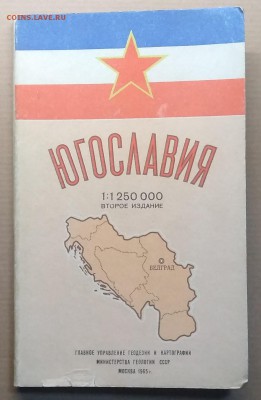 COINS.LAVE.RU
ЮГОСЛАВИЯ
1:1 250 000
ВТОРОЕ ИЗДАНИЕ
БЕЛГРАД
ГЛАВНОЕ УПРАВЛЕНИЕ ГЕОДЕЗИИ И КАРТОГРАФИИ
МИНИСТЕРСТВА ГЕОЛОГИИ СССР
МОСКВА 1965 г